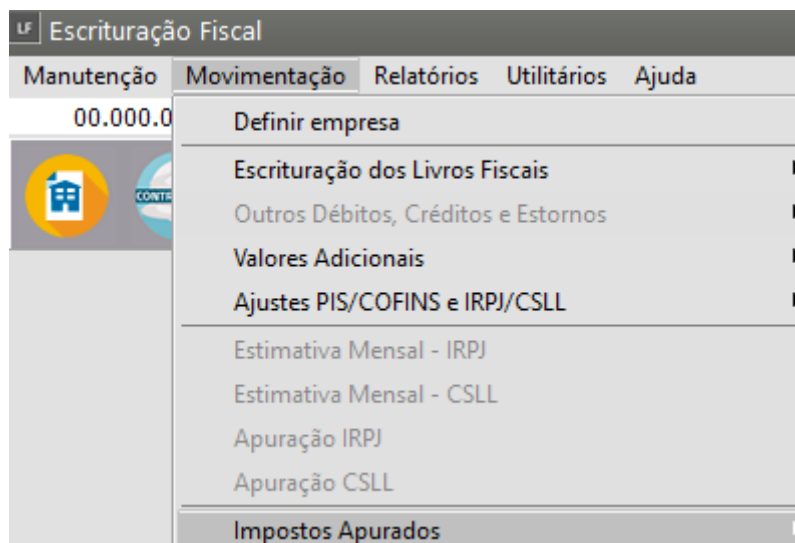 LF Escrituração Fiscal
Manutenção Movimentação Relatórios Utilitários Ajuda
00.000.0
Definir empresa
Escrituração dos Livros Fiscais
Outros Débitos, Créditos e Estornos
Valores Adicionais
Ajustes PIS/COFINS e IRPJ/CSLL
Estimativa Mensal - IRPJ
Estimativa Mensal - CSLL
Apuração IRPJ
Apuração CSLL
Impostos Apurados